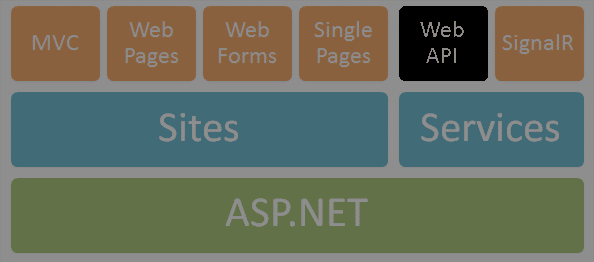 MVC
Web
Pages
Web
Forms
Single
Pages
Web
API
SignalR
Sites
Services
ASP.NET